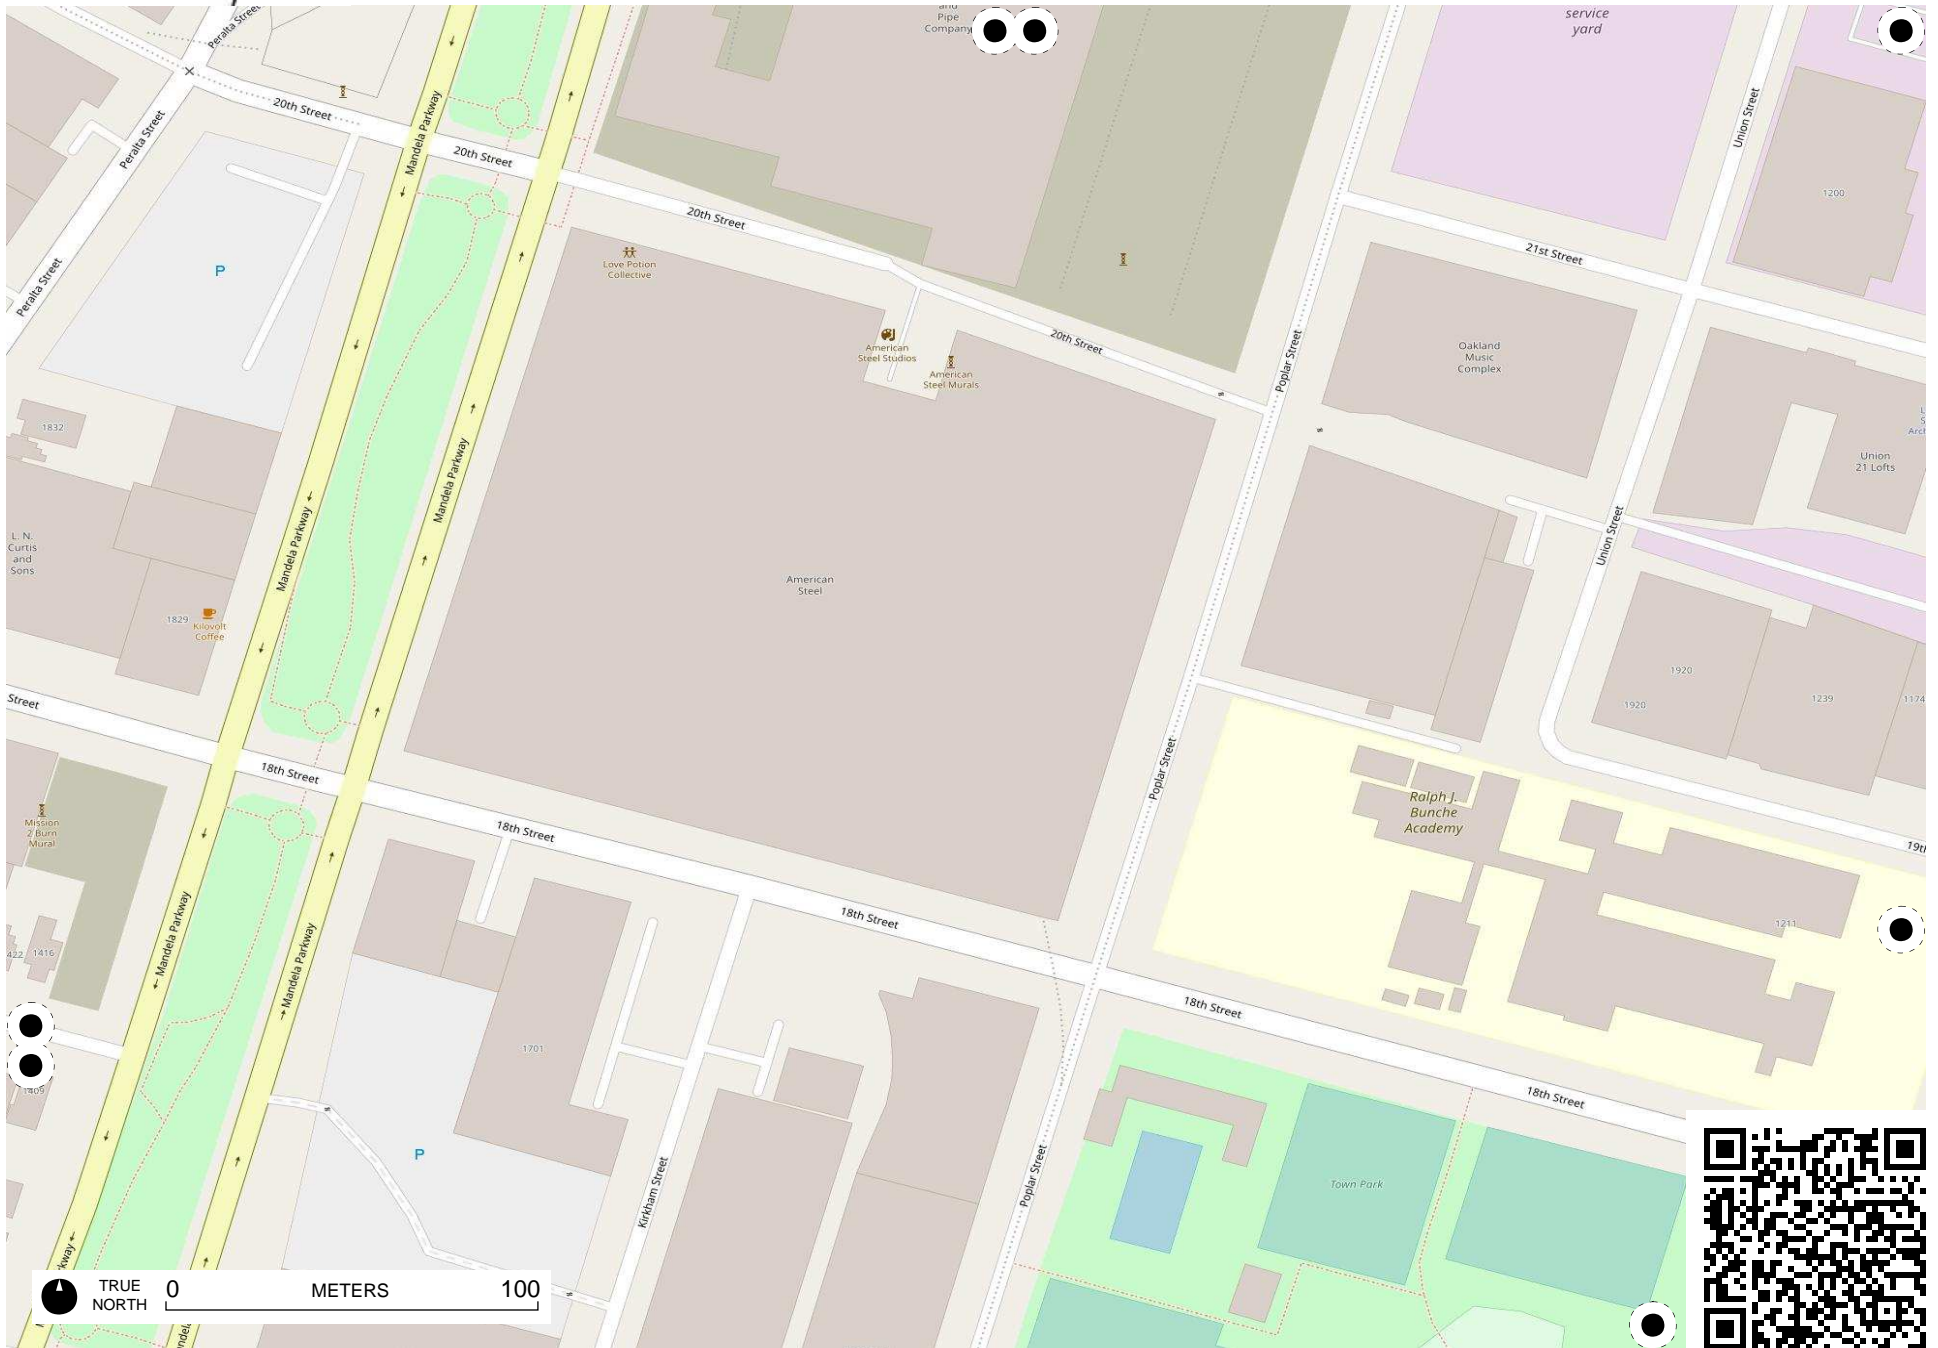 Peralta Street
and
Pipe
Company
service
yard
20th Street
Peralta Street
Mandela Parkway
20th Street
Union Street
1200
20th Street
21st Street
Love Potion
Collective
P
Peralta Street
American
Steel Studios
American
Steel Murals
20th Street
Poplar Street
Oakland
Music
Complex
1832
Mandela Parkway
Union
21 Lofts
L. N.
Curtis
and
Sons
Mandela Parkway
American
Steel
Union Street
1829
Kilovolt
Coffee
1920
1920
1239
1174
Street
18th Street
Poplar Street
Ralph J.
Bunche
Academy
Mission
2 Burn
Mural
18th Street
19th
18th Street
1211
422
1416
Mandela Parkway
Mandela Parkway
18th Street
1701
1409
18th Street
P
Kirkham Street
Poplar Street
Town Park
TRUE
NORTH
0
METERS
100